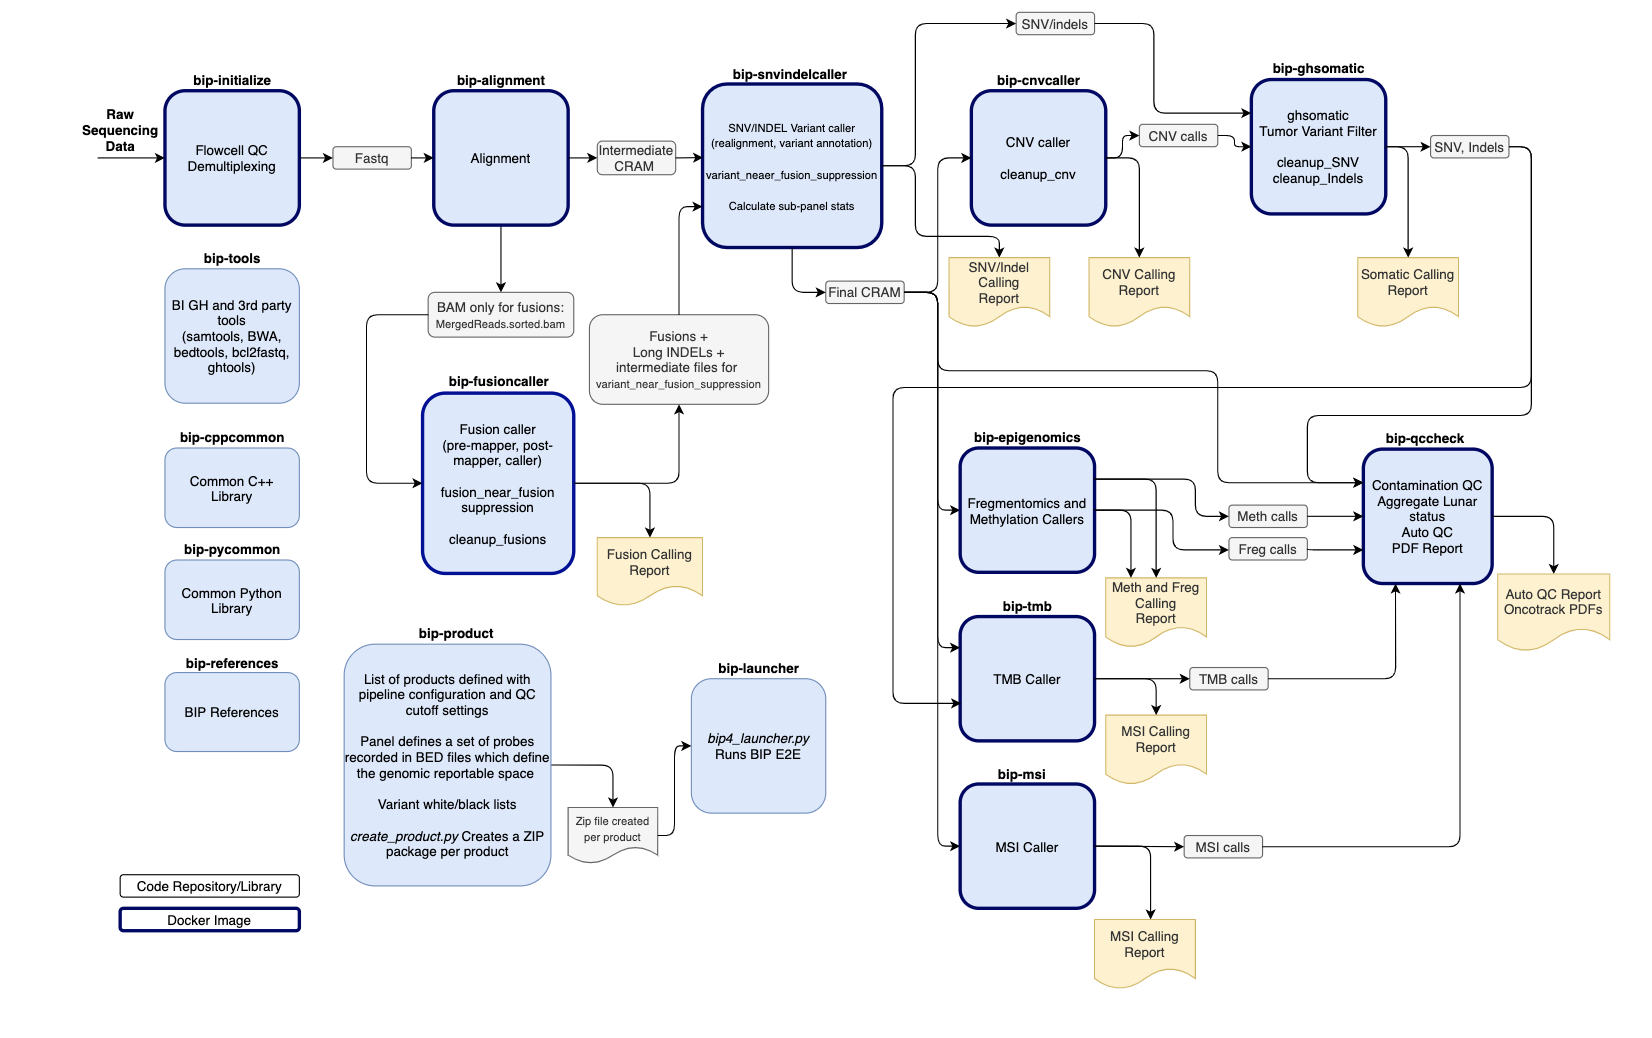 SNV/indels
bip-initialize
bip-alignment
bip-snvindelcaller
bip-cnvcaller
bip-ghsomatic
Raw
Sequencing
Data
Flowcell QC
Demultiplexing
Fastq
Alignment
Intermediate
CRAM
SNV/INDEL Variant caller
(realignment, variant annotation)
variant_neaer_fusion_suppression
Calculate sub-panel stats
CNV caller
cleanup_cnv
CNV calls
ghsomatic
Tumor Variant Filter
cleanup_SNV
cleanup_Indels
SNV, Indels
bip-tools
BI GH and 3rd party
tools
(samtools, BWA,
bedtools, bcl2fastq,
ghtools)
BAM only for fusions:
MergedReads.sorted.bam
Fusions +
Long INDELs +
intermediate files for
variant_near_fusion_suppression
Final CRAM
SNV/Indel
Calling
Report
CNV Calling
Report
Somatic Calling
Report
bip-fusioncaller
Fusion caller
(pre-mapper, post-
mapper, caller)
fusion_near_fusion
suppression
cleanup_fusions
Fusion Calling
Report
bip-cppcommon
Common C++
Library
bip-pycommon
Common Python
Library
bip-references
BIP References
bip-epigenomics
Fregmentomics and
Methylation Callers
Meth calls
Freg calls
Meth and Freg
Calling
Report
bip-qccheck
Contamination QC
Aggregate Lunar
status
Auto QC
PDF Report
Auto QC Report
Oncotrack PDFs
bip-tmb
TMB Caller
TMB calls
MSI Calling
Report
bip-product
List of products defined with
pipeline configuration and QC
cutoff settings
Panel defines a set of probes
recorded in BED files which define
the genomic reportable space
Variant white/black lists
create_product.py Creates a ZIP
package per product
Zip file created
per product
bip-launcher
bip4_launcher.py
Runs BIP E2E
bip-msi
MSI Caller
MSI calls
MSI Calling
Report
Code Repository/Library
Docker Image